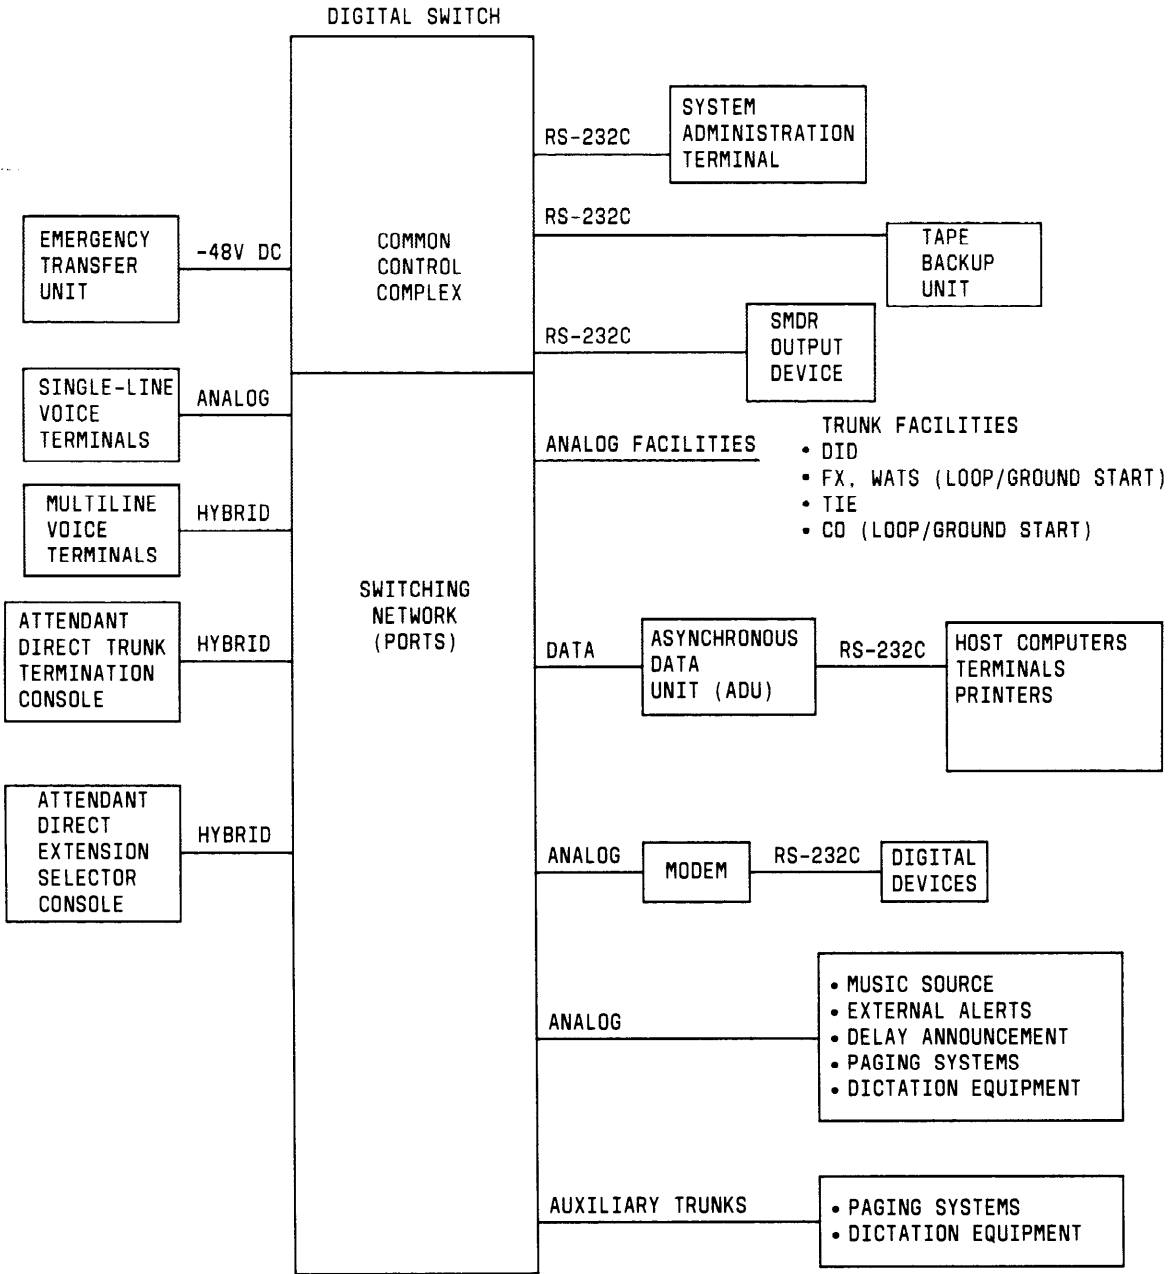 DIGITAL SWITCH
COMMON
CONTROL
COMPLEX
SWITCHING
NETWORK
(PORTS)
EMERGENCY
TRANSFER
UNIT
-48V DC
SINGLE-LINE
VOICE
TERMINALS
ANALOG
MULTILINE
VOICE
TERMINALS
HYBRID
ATTENDANT
DIRECT TRUNK
TERMINATION
CONSOLE
HYBRID
ATTENDANT
DIRECT
EXTENSION
SELECTOR
CONSOLE
HYBRID
RS-232C
SYSTEM
ADMINISTRATION
TERMINAL
RS-232C
TAPE
BACKUP
UNIT
RS-232C
SMDR
OUTPUT
DEVICE
ANALOG FACILITIES
TRUNK FACILITIES
• DID
• FX, WATS (LOOP/GROUND START)
• TIE
• CO (LOOP/GROUND START)
DATA
ASYNCHRONOUS
DATA
UNIT (ADU)
RS-232C
HOST COMPUTERS
TERMINALS
PRINTERS
ANALOG
MODEM
RS-232C
DIGITAL
DEVICES
ANALOG
• MUSIC SOURCE
• EXTERNAL ALERTS
• DELAY ANNOUNCEMENT
• PAGING SYSTEMS
• DICTATION EQUIPMENT
AUXILIARY TRUNKS
• PAGING SYSTEMS
• DICTATION EQUIPMENT